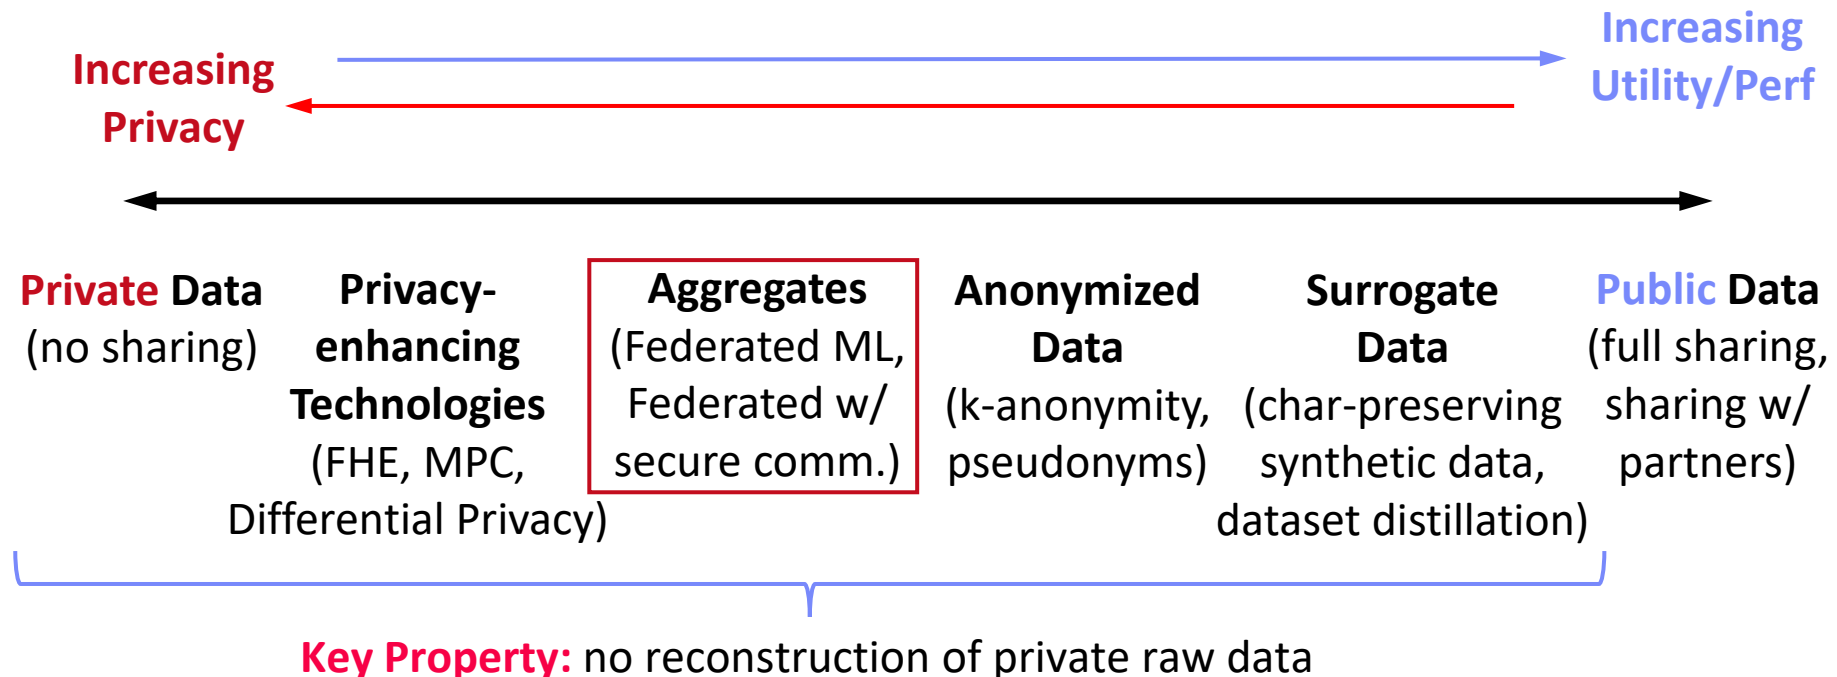 Increasing
Privacy
Increasing
Utility/Perf
Private Data
(no sharing)
Privacy-
enhancing
Technologies
(FHE, MPC,
Differential Privacy)
Aggregates
(Federated ML,
Federated w/
secure comm.)
Anonymized
Data
(k-anonymity,
pseudonyms)
Surrogate
Data
(char-preserving
synthetic data,
dataset distillation)
Public Data
(full sharing,
sharing w/
partners)
Key Property: no reconstruction of private raw data